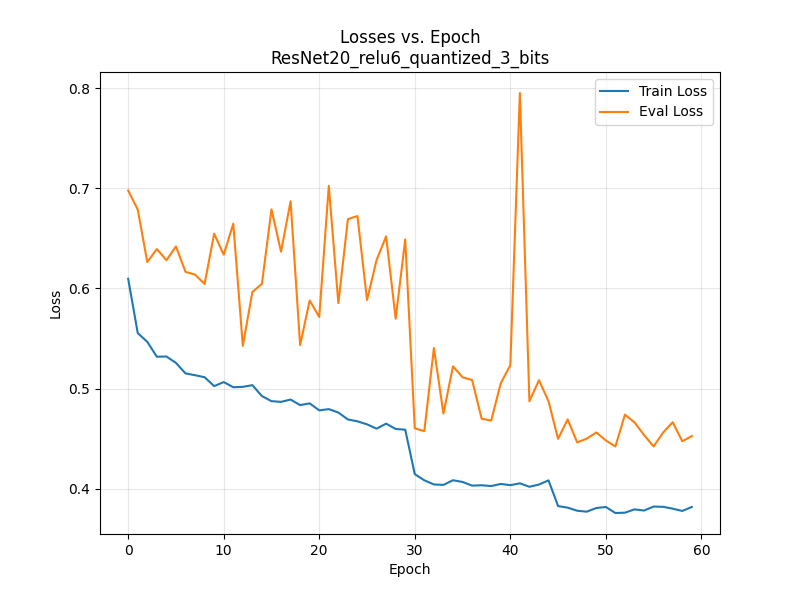 Losses vs. Epoch
ResNet20_relu6_quantized_3_bits
Train Loss
Eval Loss
0.8
0.7
0.6
0.5
0.4
Loss
0
10
20
30
40
50
60
Epoch